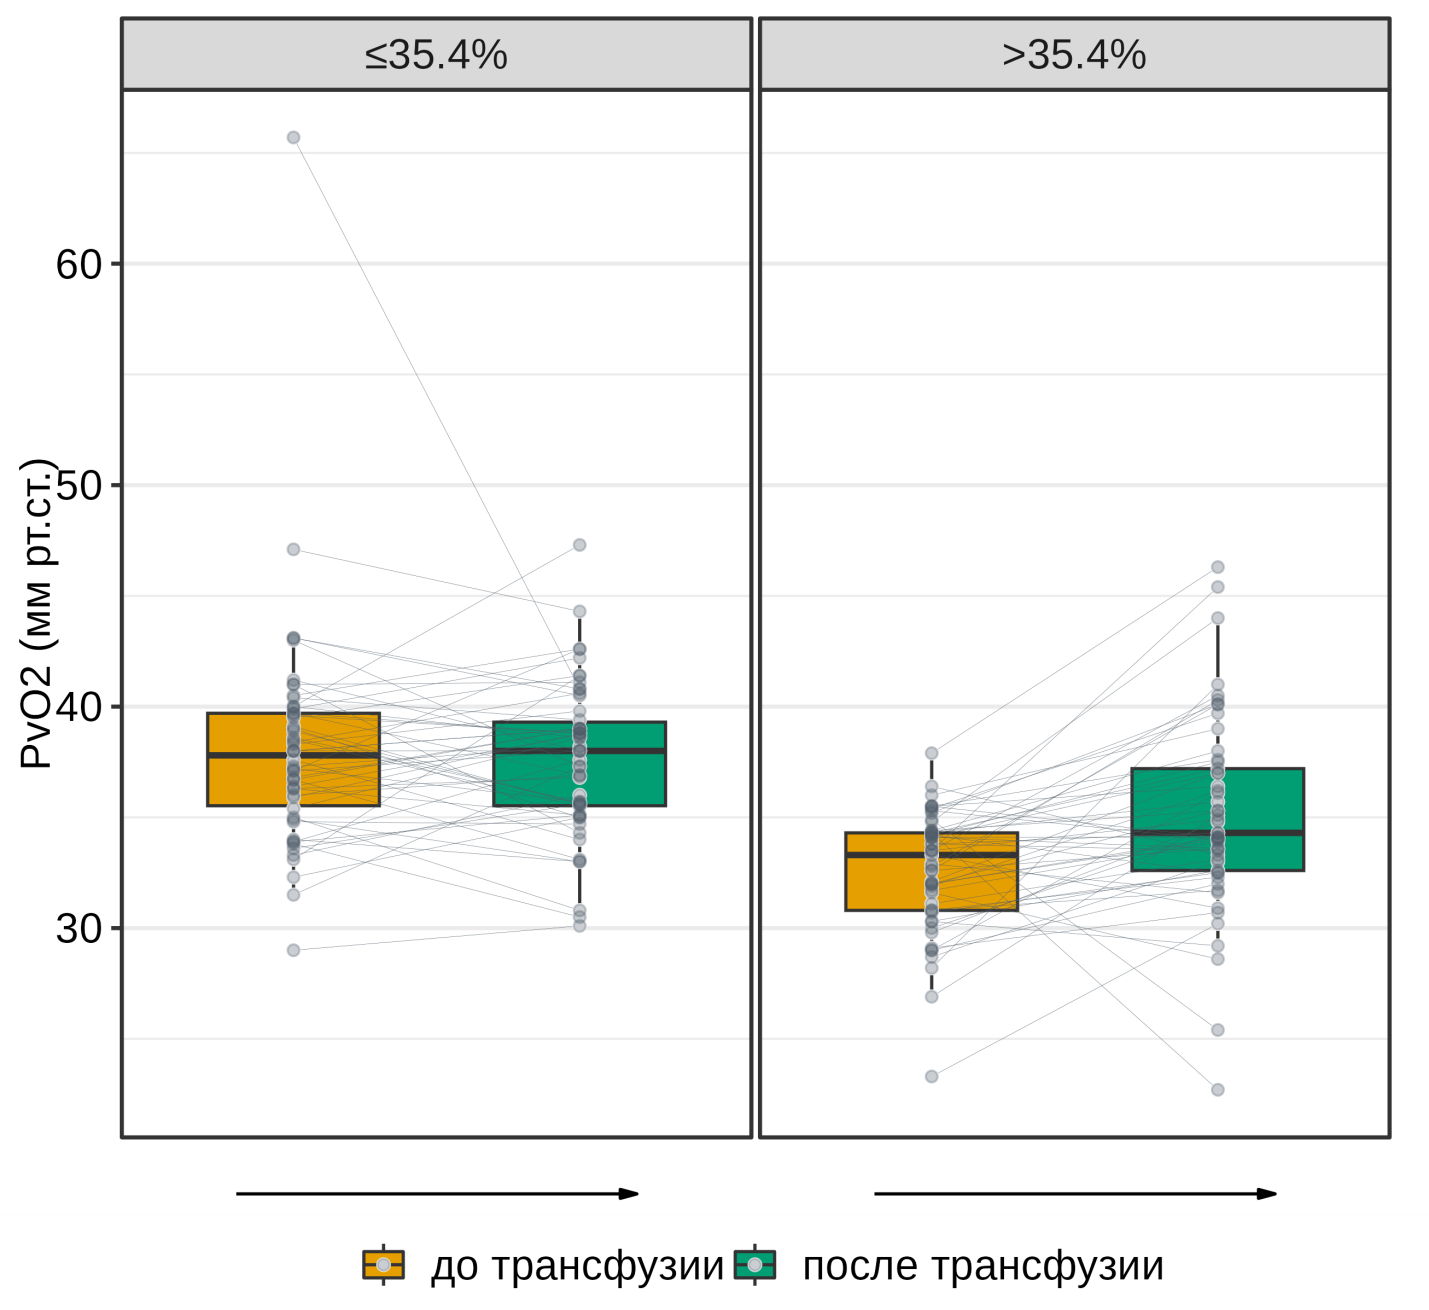 ≤35.4%
>35.4%
PvO2 (мм рт.ст.)
60
50
40
30
до трансфузии
после трансфузии